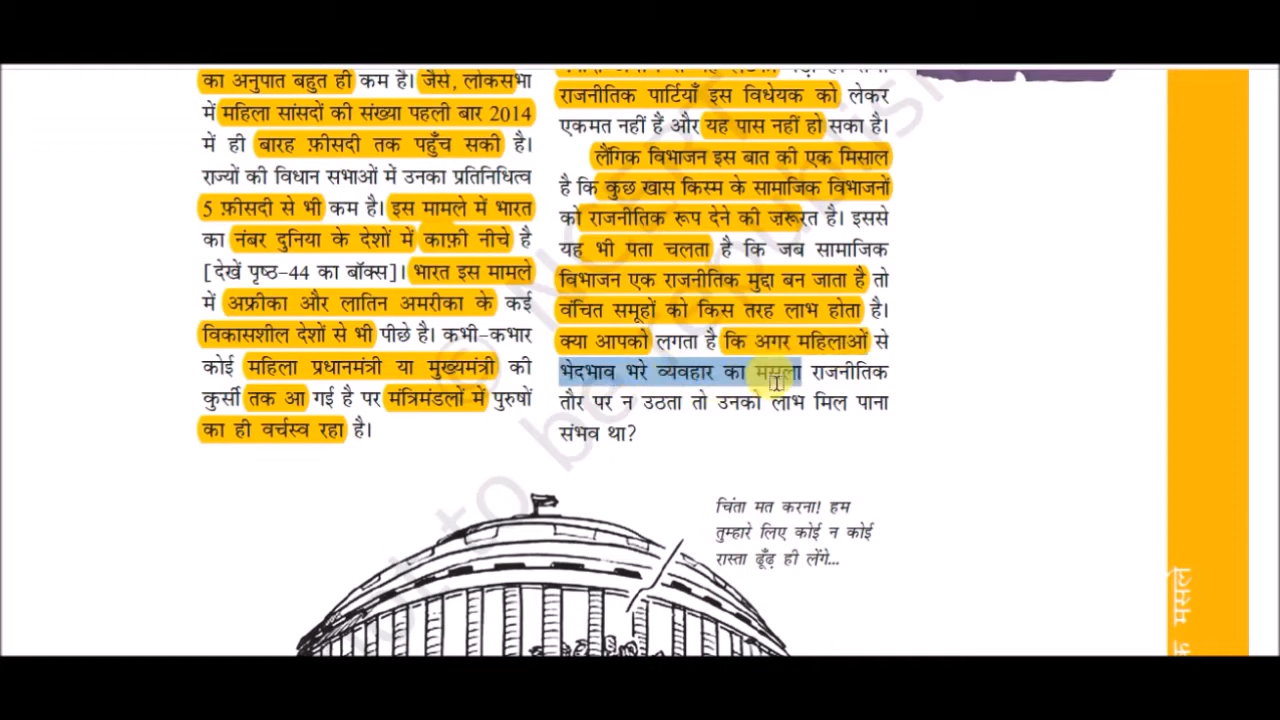 का अनुपात बहुत ही कम है। जैसे, लोकसभा
में महिला सांसदों की संख्या पहली बार 2014
में ही बारह फ़ीसदी तक पहुँच सकी है।
राज्यों की विधान सभाओं में उनका प्रतिनिधित्व
5 फ़ीसदी से भी कम है। इस मामले में भारत
का नंबर दुनिया के देशों में काफ़ी नीचे है
[देखें पृष्ठ-44 का बॉक्स]। भारत इस मामले
में अफ्रीका और लातिन अमरीका के कई
विकासशील देशों से भी पीछे है। कभी-कभार
कोई महिला प्रधानमंत्री या मुख्यमंत्री की
कुर्सी तक आ गई है पर मंत्रिमंडलों में पुरुषों
का ही वर्चस्व रहा है।
राजनीतिक पार्टियाँ इस विधेयक को लेकर
एकमत नहीं हैं और यह पास नहीं हो सका है।
लैंगिक विभाजन इस बात की एक मिसाल
है कि कुछ खास किस्म के सामाजिक विभाजनों
को राजनीतिक रूप देने की ज़रूरत है। इससे
यह भी पता चलता है कि जब सामाजिक
विभाजन एक राजनीतिक मुद्दा बन जाता है तो
वंचित समूहों को किस तरह लाभ होता है।
क्या आपको लगता है कि अगर महिलाओं से
भेदभाव भरे व्यवहार का मसला राजनीतिक
तौर पर न उठता तो उनको लाभ मिल पाना
संभव था?
चिंता मत करना! हम
तुम्हारे लिए कोई न कोई
रास्ता ढूँढ़ ही लेंगे...
मसले